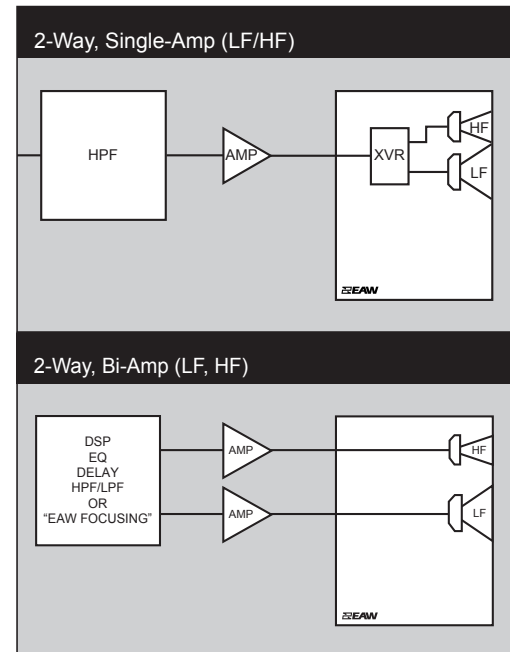 2-Way, Single-Amp (LF/HF)
HPF
AMP
XVR
HF
LF
EAW
2-Way, Bi-Amp (LF, HF)
DSP
EQ
DELAY
HPF/LPF
OR
“EAW FOCUSING”
AMP
HF
AMP
LF
EAW